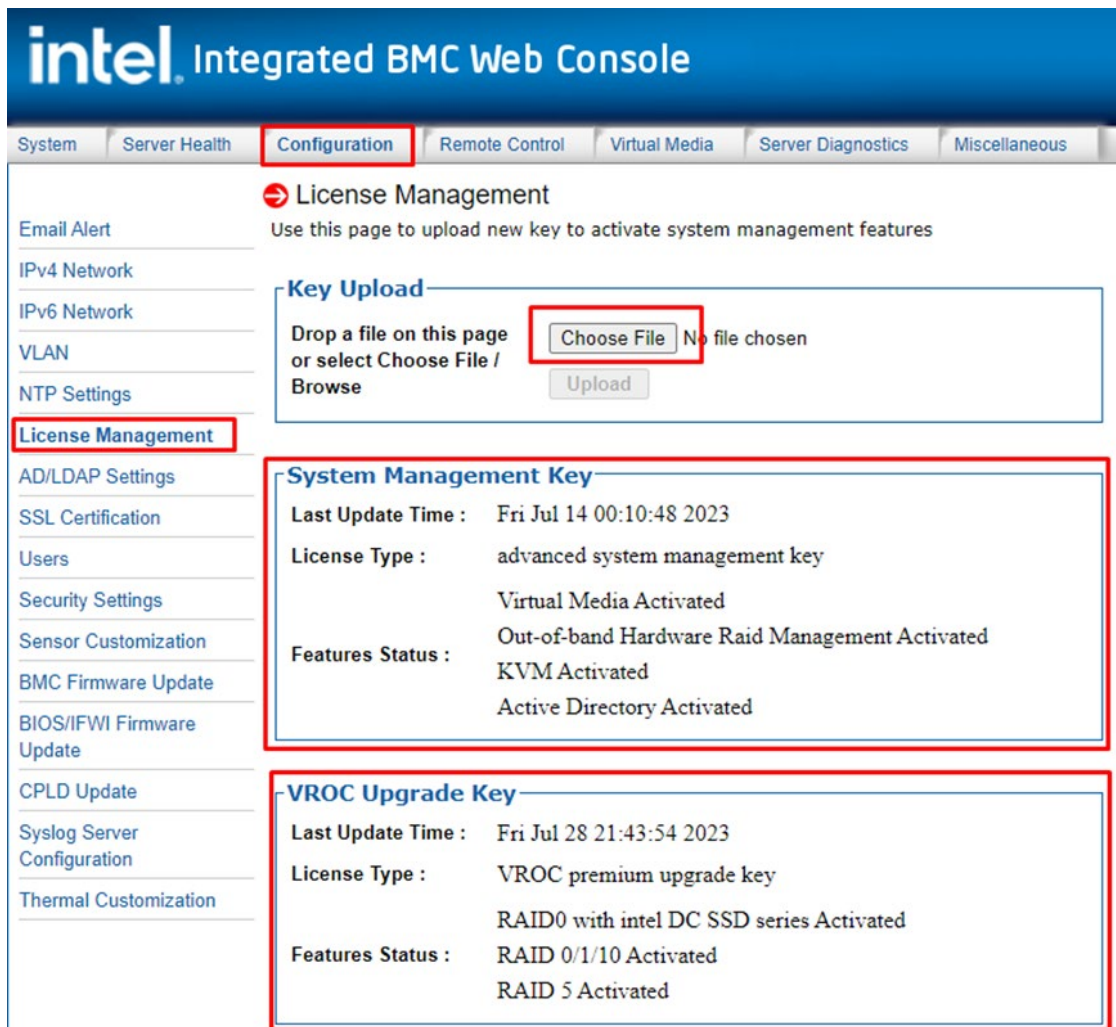 intel. Integrated BMC Web Console
System Server Health Configuration Remote Control Virtual Media Server Diagnostics Miscellaneous
Email Alert
IPv4 Network
IPv6 Network
VLAN
NTP Settings
License Management
AD/LDAP Settings
SSL Certification
Users
Security Settings
Sensor Customization
BMC Firmware Update
BIOS/IFWI Firmware
Update
CPLD Update
Syslog Server
Configuration
Thermal Customization
License Management
Use this page to upload new key to activate system management features
Key Upload
Drop a file on this page
or select Choose File /
Browse
Choose File No file chosen
Upload
System Management Key
Last Update Time : Fri Jul 14 00:10:48 2023
License Type : advanced system management key
Features Status :
Virtual Media Activated
Out-of-band Hardware Raid Management Activated
KVM Activated
Active Directory Activated
VROC Upgrade Key
Last Update Time : Fri Jul 28 21:43:54 2023
License Type : VROC premium upgrade key
Features Status :
RAID0 with intel DC SSD series Activated
RAID 0/1/10 Activated
RAID 5 Activated